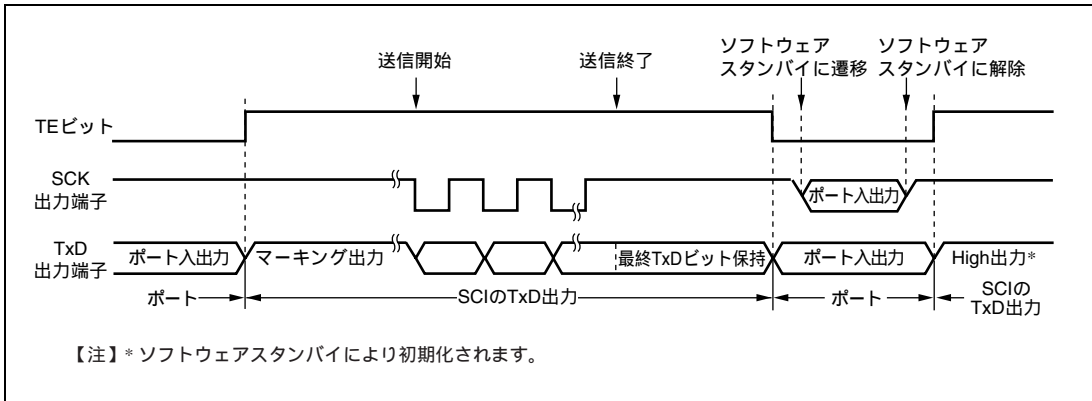 送信開始
送信終了
ソフトウェア
スタンバイに遷移
ソフトウェア
スタンバイに解除
TEビット
SCK
出力端子
ポート入出力
TxD
出力端子
ポート入出力
マーキング出力
最終TxDビット保持
ポート入出力
High出力*
ポート
SCIのTxD出力
ポート
SCIの
TxD出力
【注】* ソフトウェアスタンバイにより初期化されます。